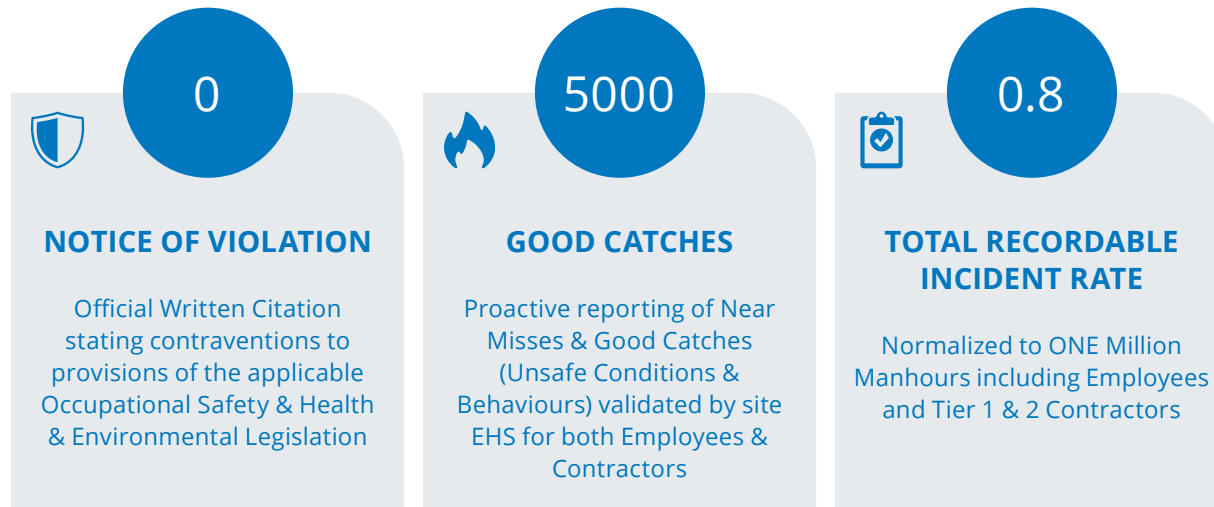 0
NOTICE OF VIOLATION
Official Written Citation
stating contraventions to
provisions of the applicable
Occupational Safety & Health
& Environmental Legislation
5000
GOOD CATCHES
Proactive reporting of Near
Misses & Good Catches
(Unsafe Conditions &
Behaviours) validated by site
EHS for both Employees &
Contractors
0.8
TOTAL RECORDABLE
INCIDENT RATE
Normalized to ONE Million
Manhours including Employees
and Tier 1 & 2 Contractors